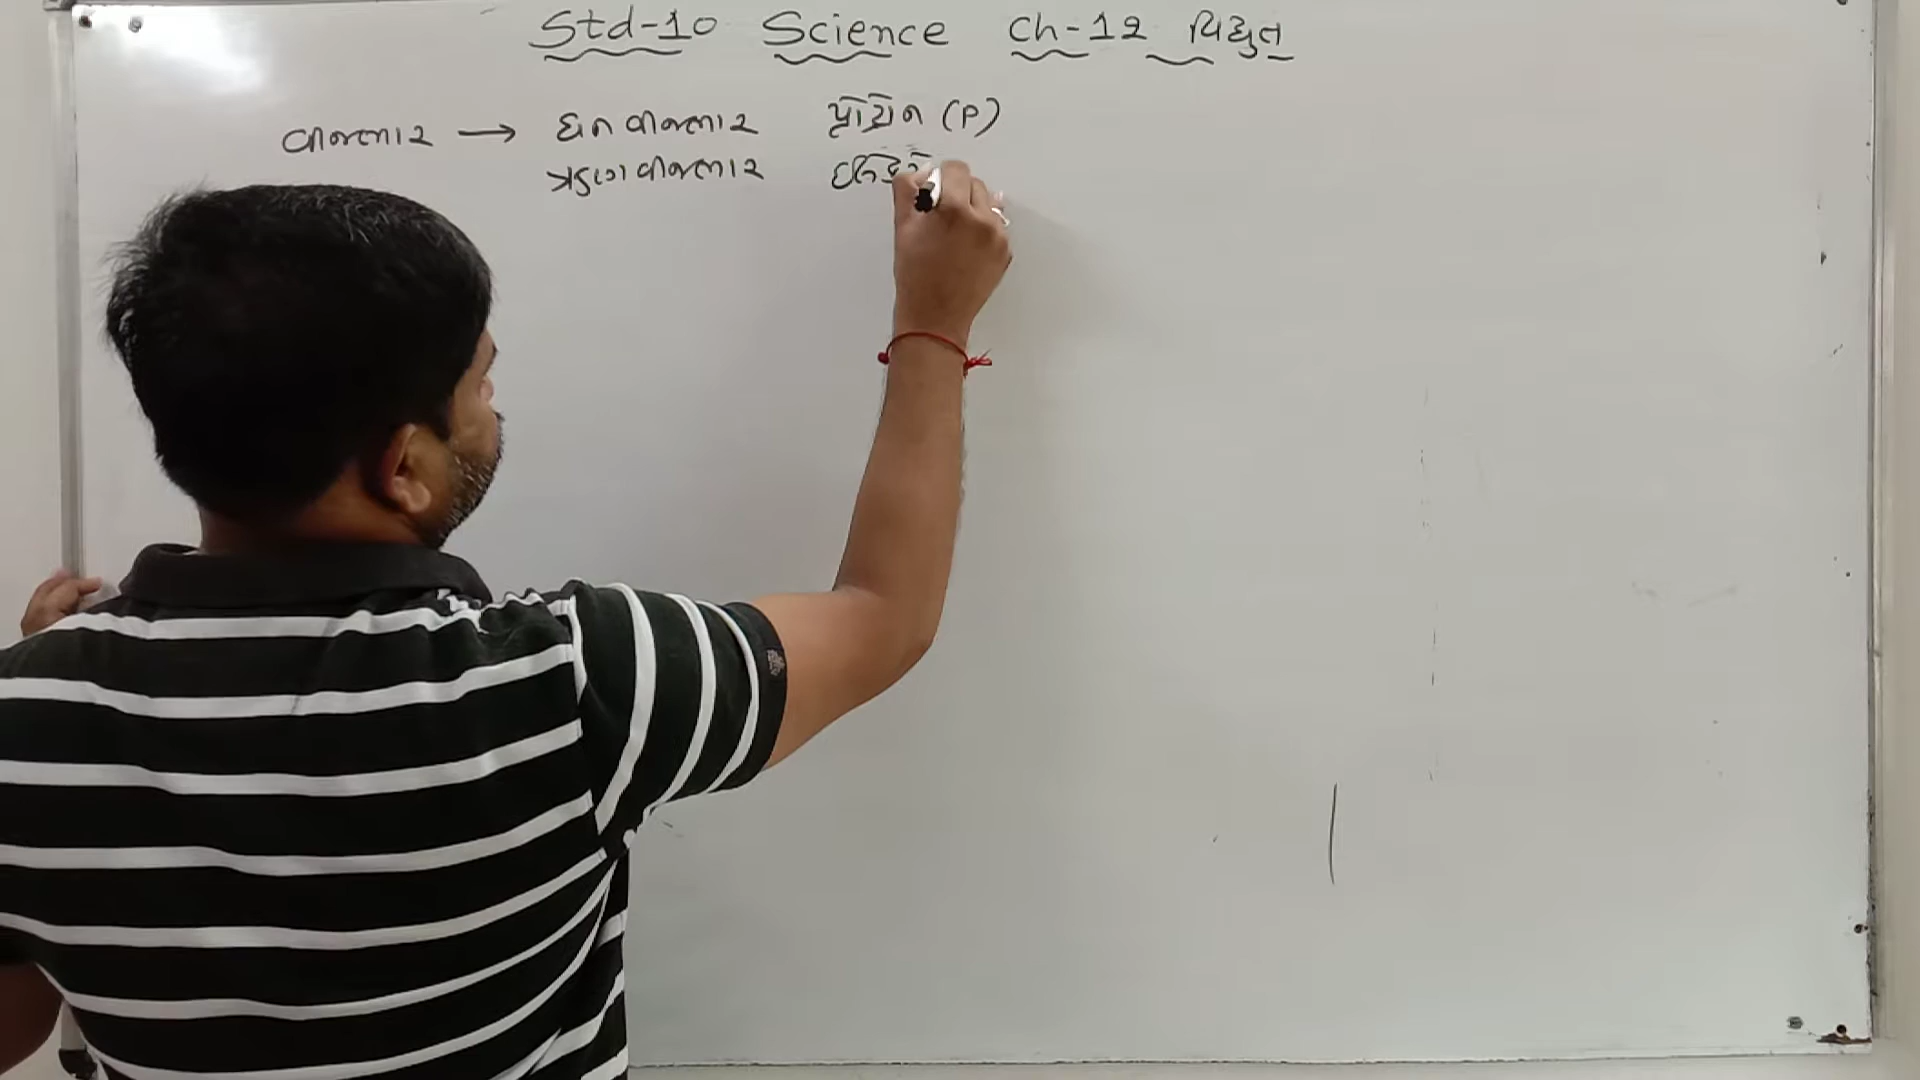 Std-10 Science Ch-12 વિદ્યુત
વીજભાર → ધન વીજભાર પ્રોટોન (P)
ઋણ વીજભાર